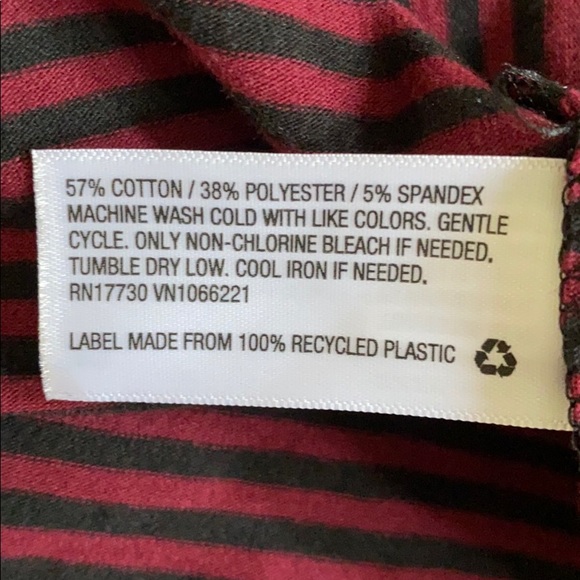 57% COTTON / 38% POLYESTER / 5% SPANDEX
MACHINE WASH COLD WITH LIKE COLORS. GENTLE
CYCLE. ONLY NON-CHLORINE BLEACH IF NEEDED.
TUMBLE DRY LOW. COOL IRON IF NEEDED.
RN17730 VN1066221
LABEL MADE FROM 100% RECYCLED PLASTIC